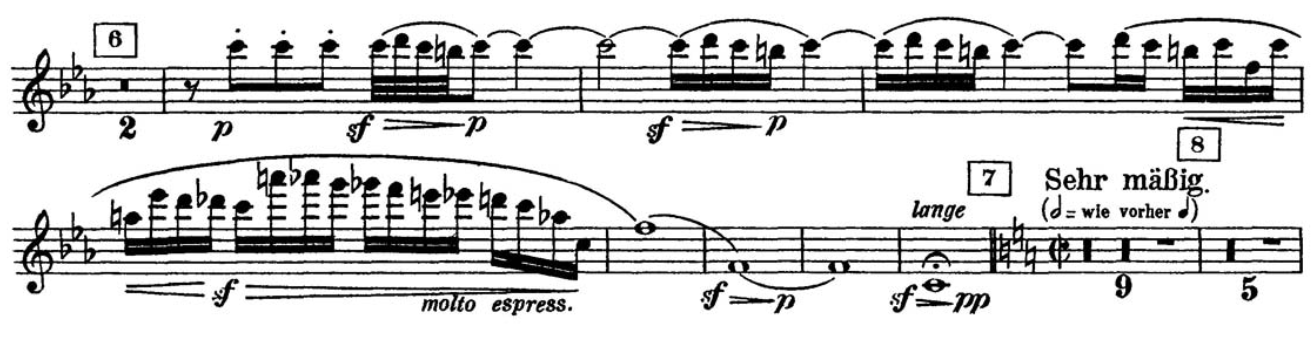 6
2 p sf p sf p
8
7 Sehr mäßig.
lange (𝅗𝅥 = wie vorher ♩)
sf molto espress. sf p sf pp 9 5